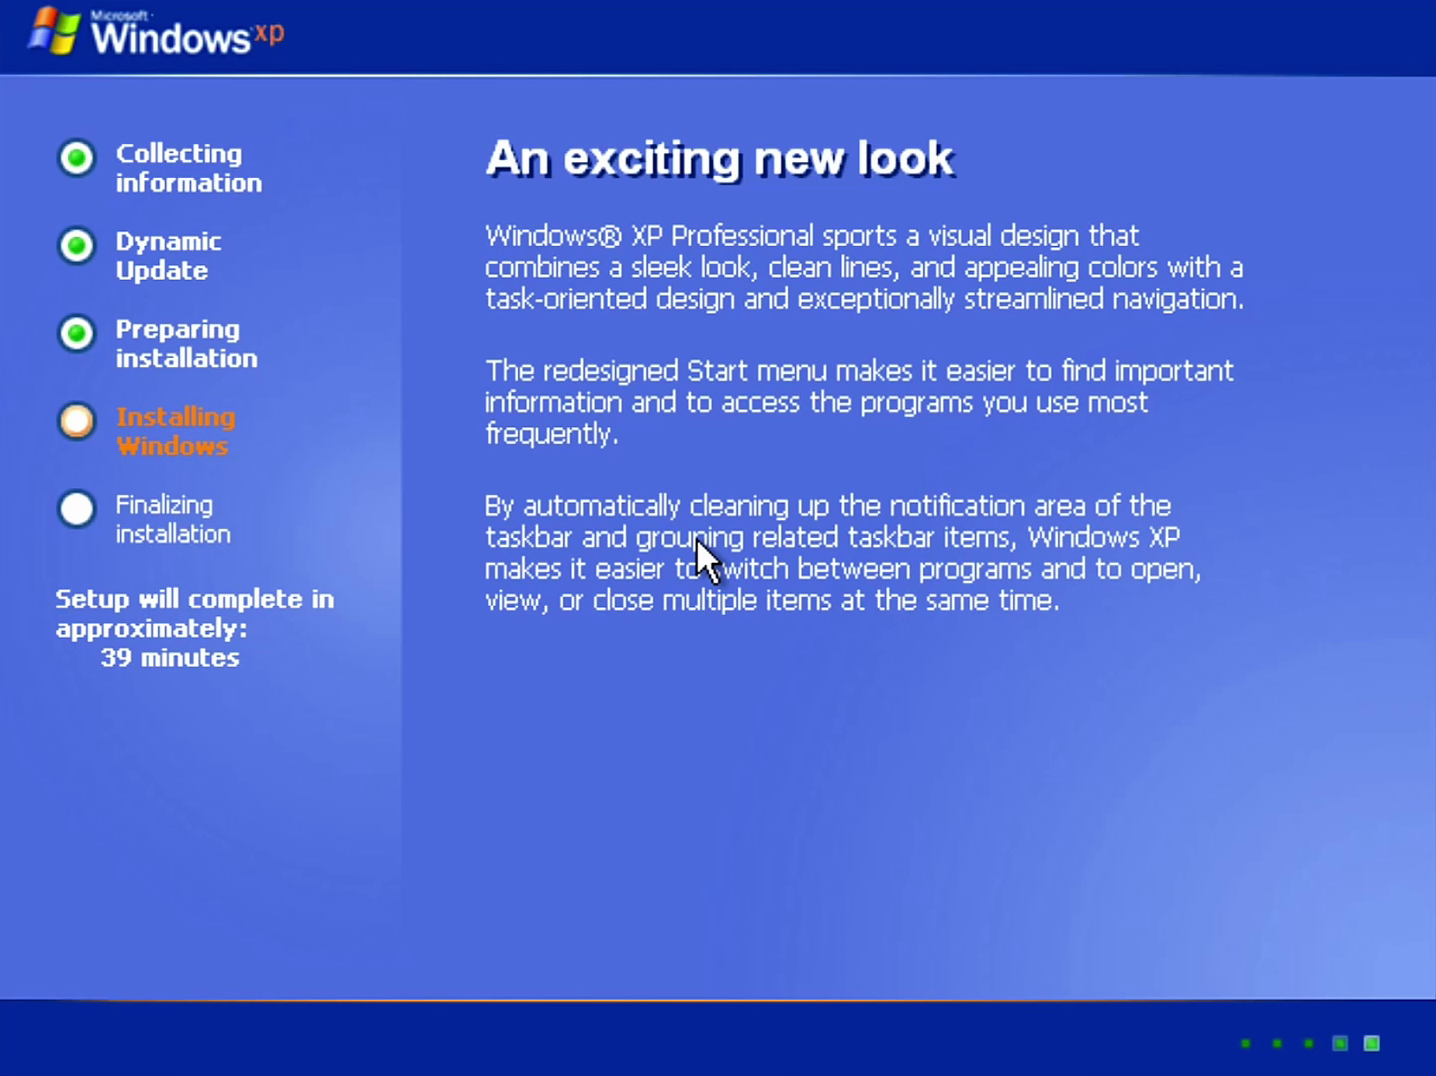 Microsoft
Windows xp
Collecting
information
Dynamic
Update
Preparing
installation
Installing
Windows
Finalizing
installation
Setup will complete in
approximately:
39 minutes
An exciting new look
Windows® XP Professional sports a visual design that
combines a sleek look, clean lines, and appealing colors with a
task-oriented design and exceptionally streamlined navigation.
The redesigned Start menu makes it easier to find important
information and to access the programs you use most
frequently.
By automatically cleaning up the notification area of the
taskbar and grouping related taskbar items, Windows XP
makes it easier to switch between programs and to open,
view, or close multiple items at the same time.